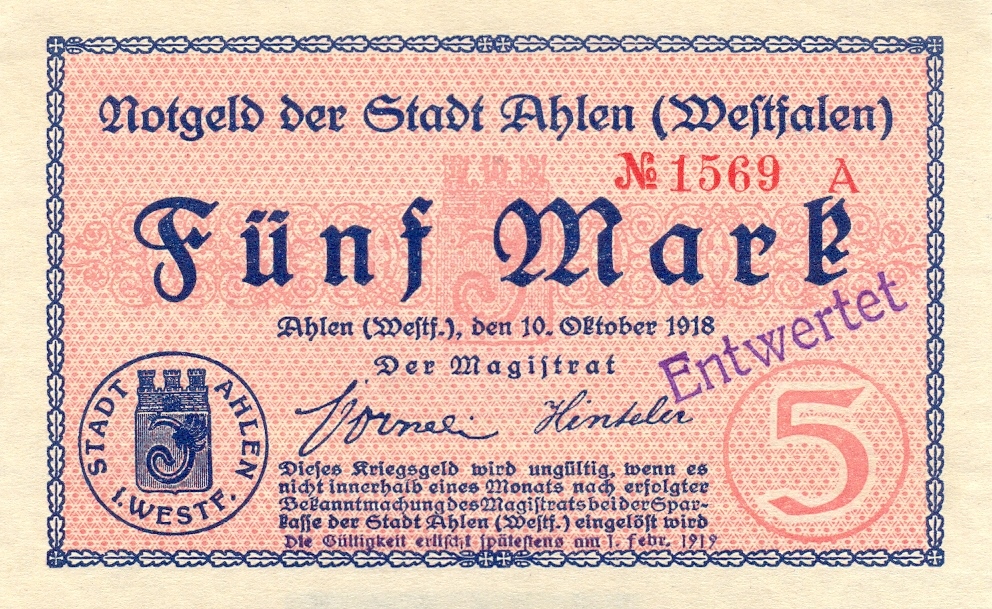 Notgeld der Stadt Ahlen (Westfalen)
№ 1569 A
Fünf Mark
Ahlen (Westf.), den 10. Oktober 1918
Der Magistrat
Entwertet
Hinteler
STADT AHLEN
I. WESTF.
5
Dieses Kriegsgeld wird ungültig, wenn es
nicht innerhalb eines Monats nach erfolgter
Bekanntmachung des Magistrats bei der Spar-
kasse der Stadt Ahlen (Westf.) eingelöst wird
Die Gültigkeit erlischt spätestens am 1. Febr. 1919